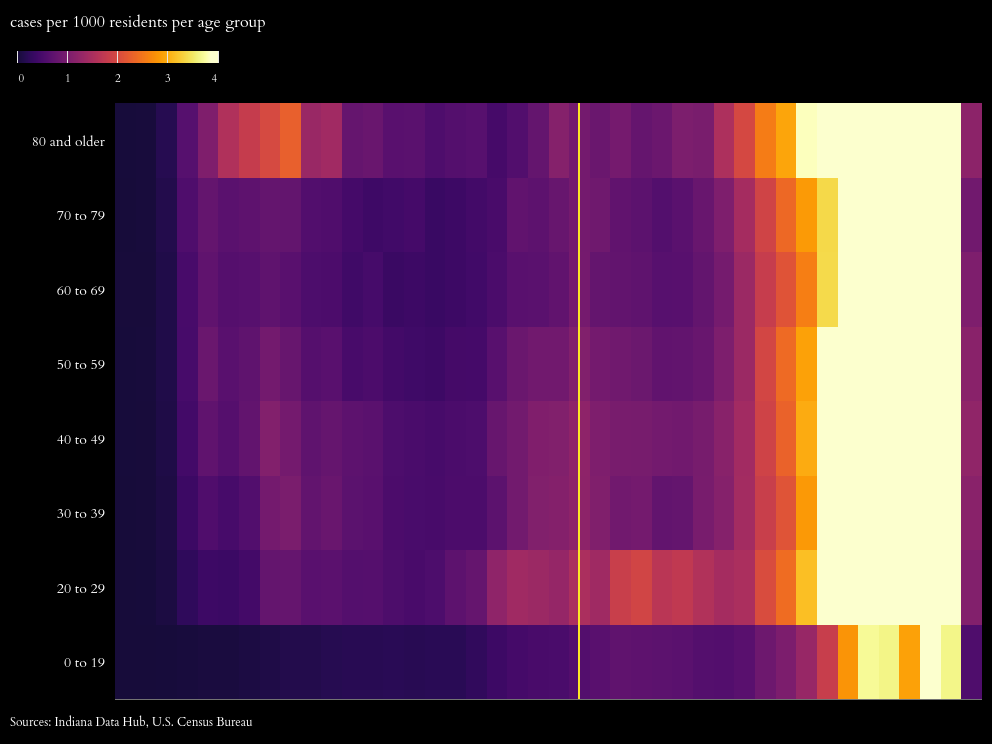 cases per 1000 residents per age group
0 1 2 3 4
80 and older
70 to 79
60 to 69
50 to 59
40 to 49
30 to 39
20 to 29
0 to 19
Sources: Indiana Data Hub, U.S. Census Bureau